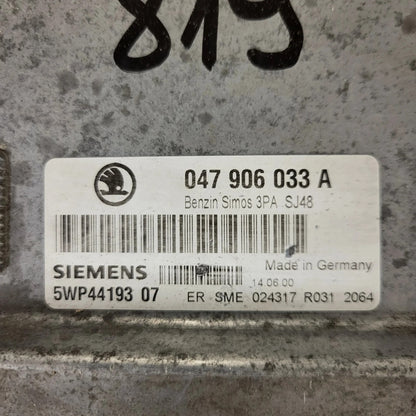 819
047 906 033 A
Benzin Simos 3PA SJ48
SIEMENS
Made in Germany
14.06.00
5WP44193 07 ER SME 024317 R031 2064